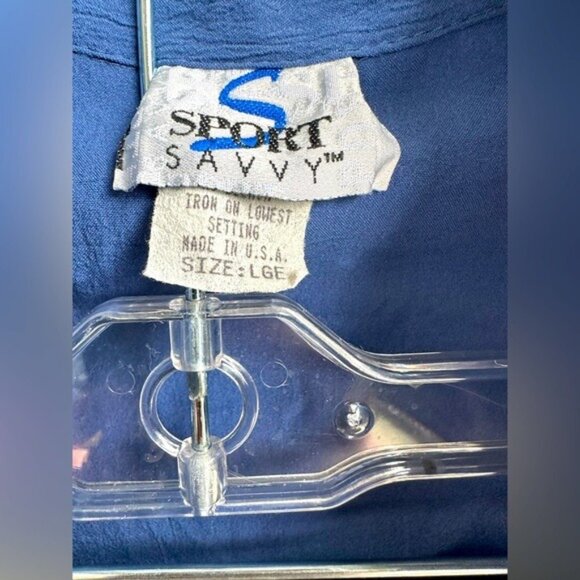 S
SPORT
SAVVY™
IRON ON LOWEST
SETTING
MADE IN U.S.A.
SIZE:LGE